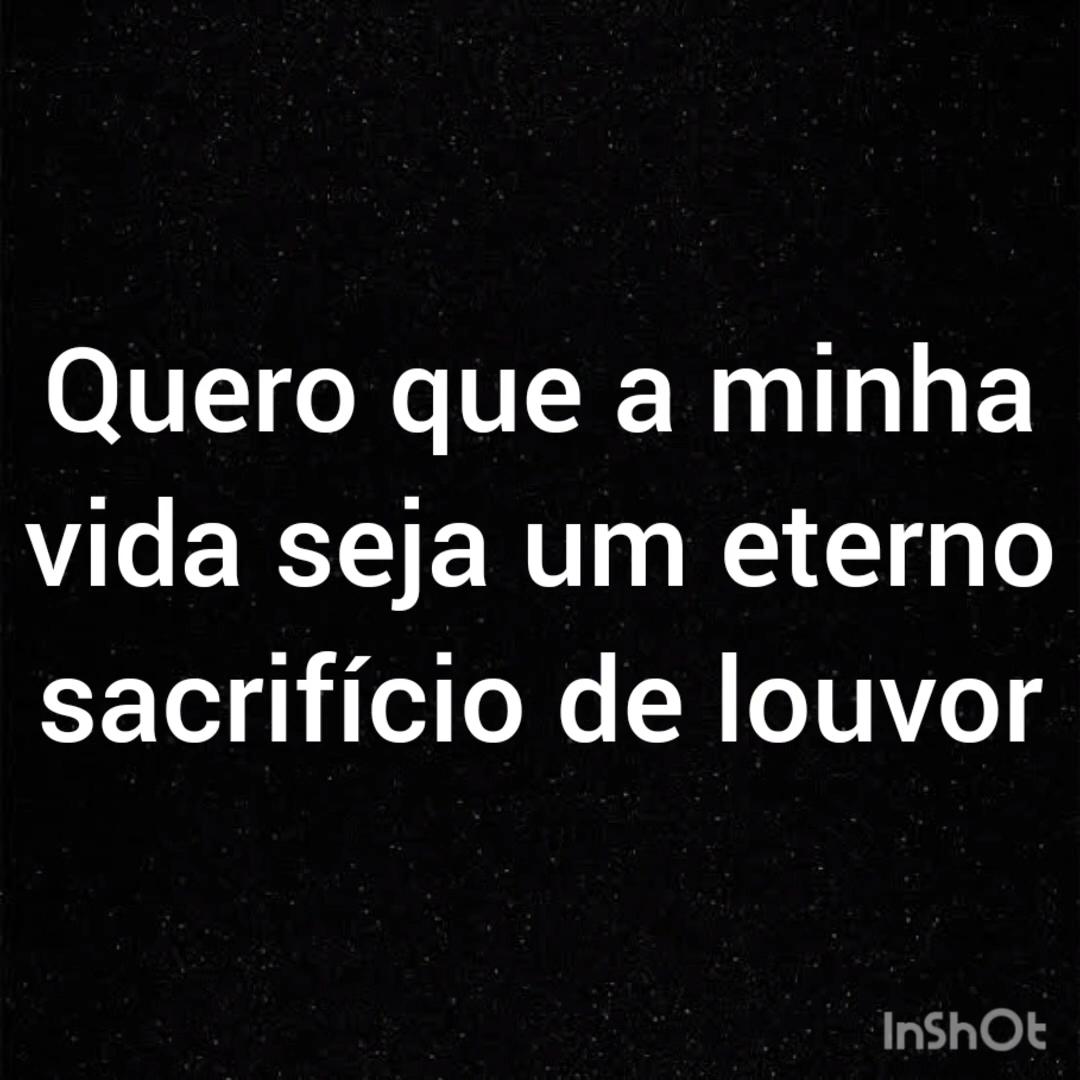 Quero que a minha
vida seja um eterno
sacrifício de louvor
InShOt